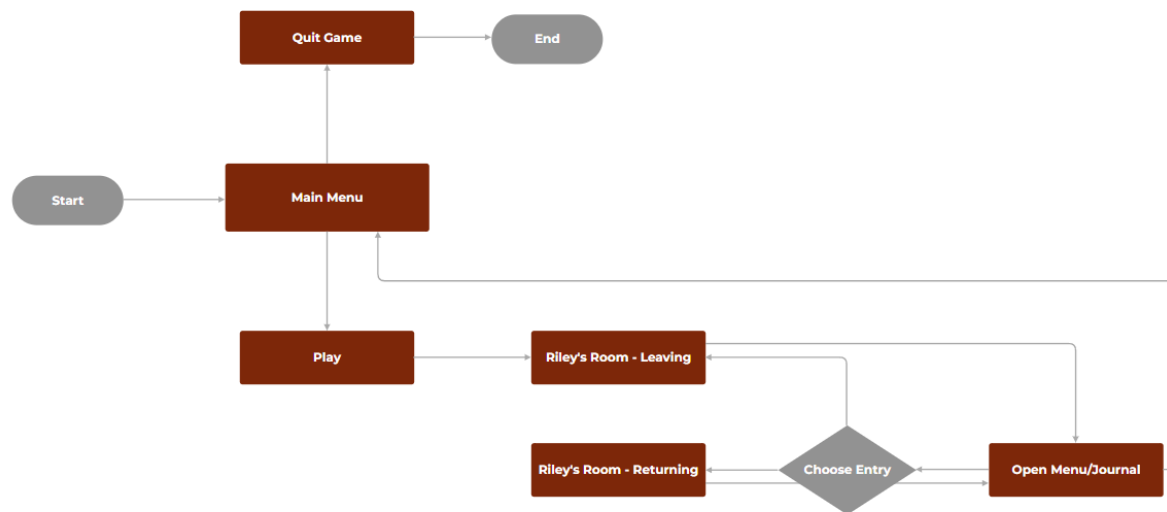 Quit Game
End
Start
Main Menu
Play
Riley's Room - Leaving
Riley's Room - Returning
Choose Entry
Open Menu/Journal